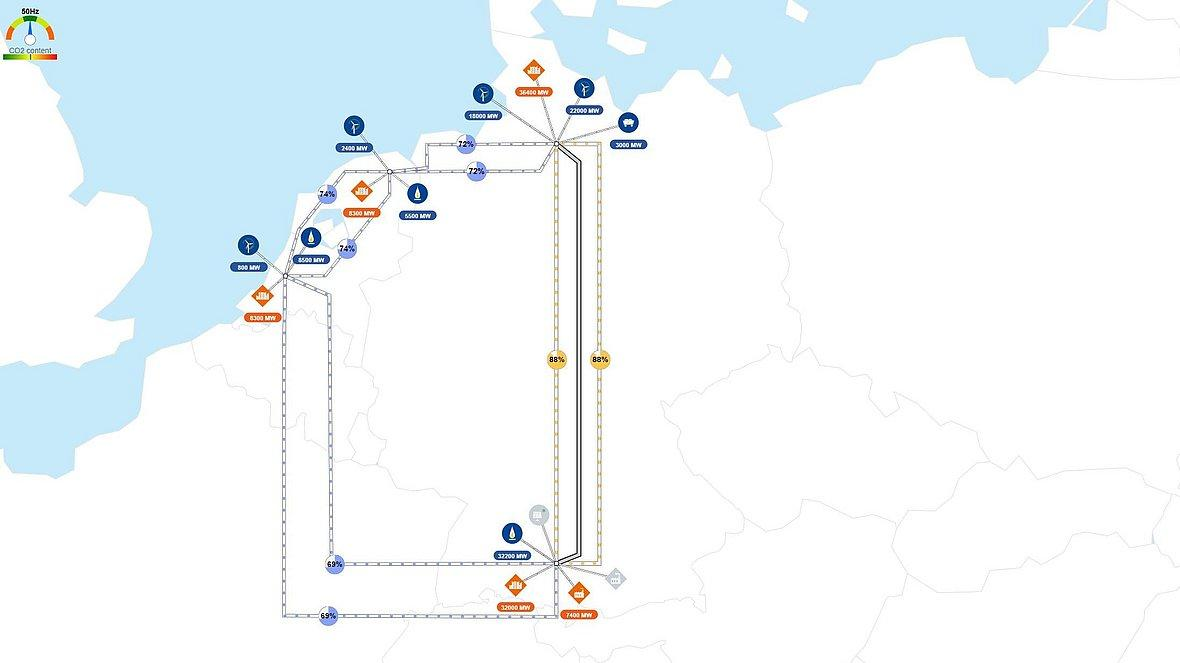 50Hz
CO2 content
36400 MW
18000 MW
22000 MW
3000 MW
2400 MW
72%
72%
74%
8300 MW
5500 MW
74%
8500 MW
800 MW
6300 MW
88%
88%
32200 MW
69%
32000 MW
7400 MW
69%